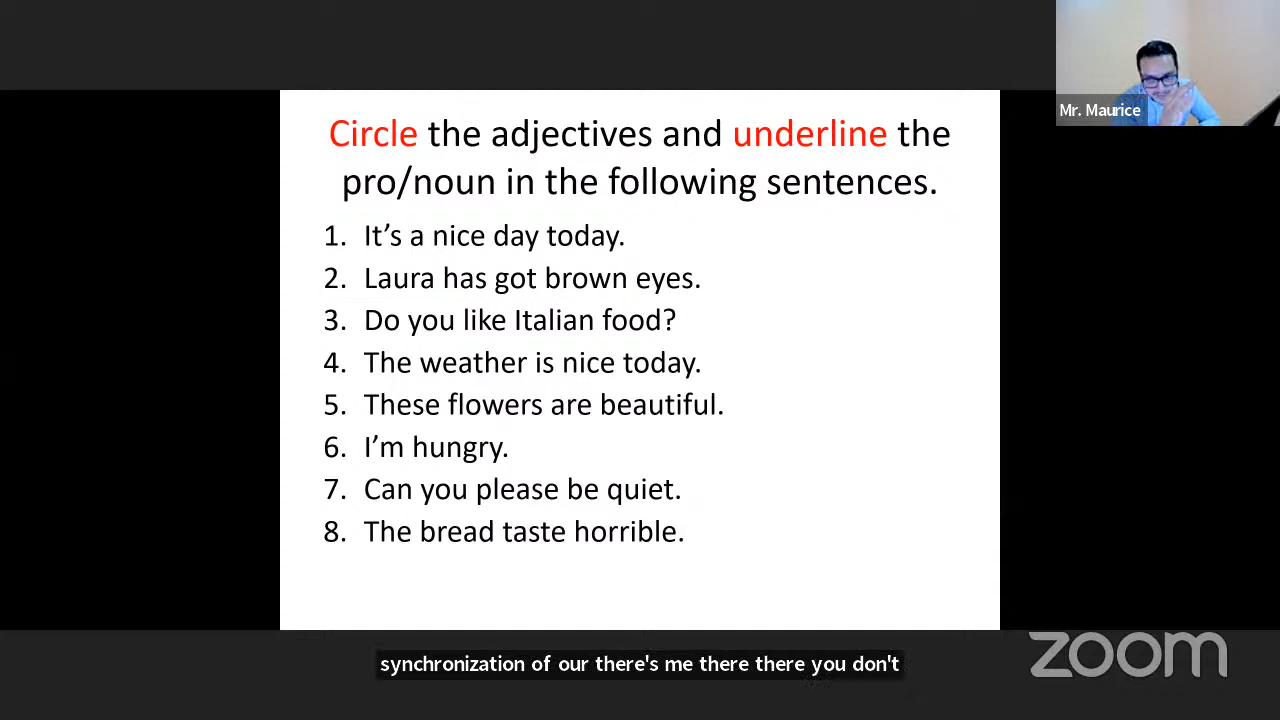 Mr. Maurice
Circle the adjectives and underline the
pro/noun in the following sentences.
1. It's a nice day today.
2. Laura has got brown eyes.
3. Do you like Italian food?
4. The weather is nice today.
5. These flowers are beautiful.
6. I'm hungry.
7. Can you please be quiet.
8. The bread taste horrible.
synchronization of our there's me there there you don't
zoom